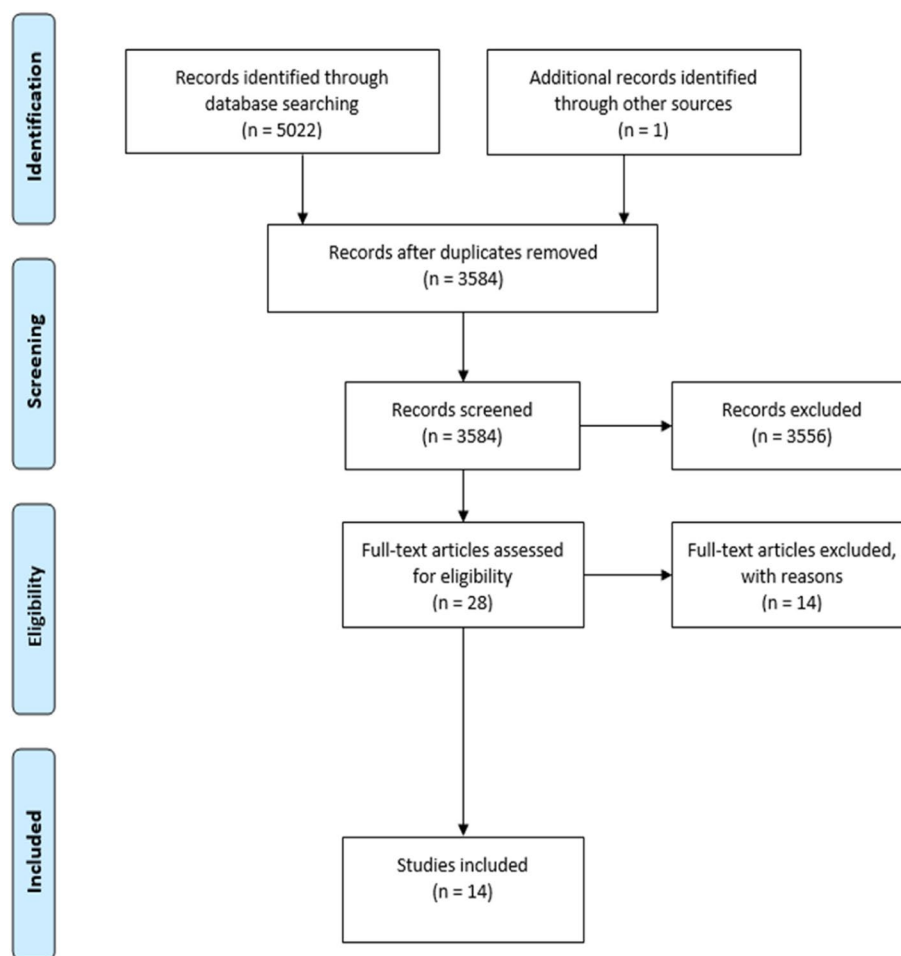 Identification
Records identified through
database searching
(n = 5022)
Additional records identified
through other sources
(n = 1)
Records after duplicates removed
(n = 3584)
Screening
Records screened
(n = 3584)
Records excluded
(n = 3556)
Eligibility
Full-text articles assessed
for eligibility
(n = 28)
Full-text articles excluded,
with reasons
(n = 14)
Included
Studies included
(n = 14)